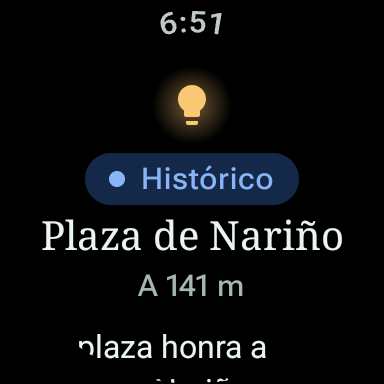 6:51
Histórico
Plaza de Nariño
A 141 m
plaza honra a